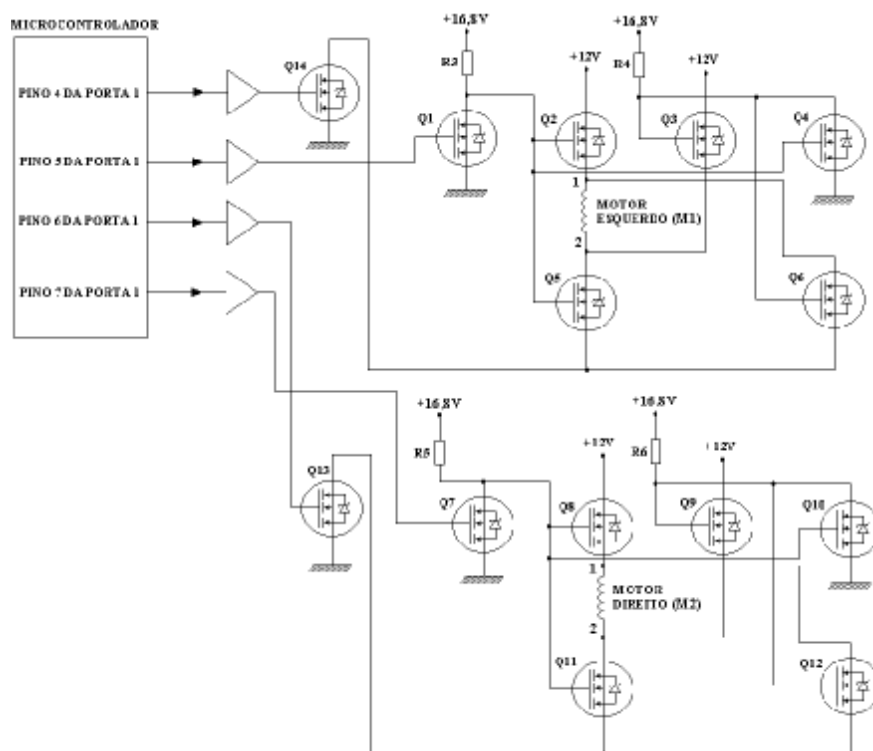 MICROCONTROLADOR
PINO 4 DA PORTA 1
PINO 5 DA PORTA 1
PINO 6 DA PORTA 1
PINO 7 DA PORTA 1
Q14
+16,8V
R3
Q1
+12V
Q2
+16,8V
R4
+12V
Q3
Q4
1
MOTOR
ESQUERDO (M1)
2
Q5
Q6
+16,8V
R5
Q13
Q7
+12V
Q8
+16,8V
R6
+12V
Q9
Q10
1
MOTOR
DIREITO (M2)
2
Q11
Q12